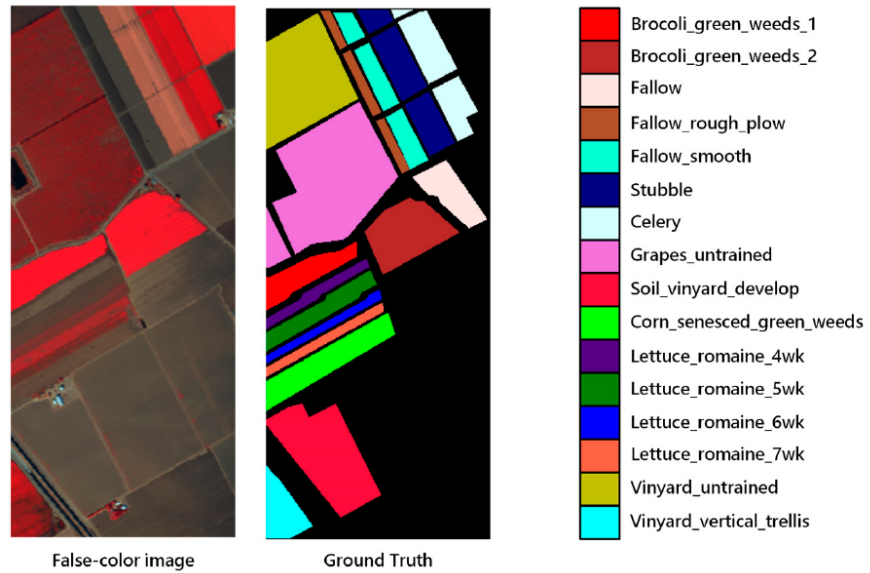 Brocoli_green_weeds_1
Brocoli_green_weeds_2
Fallow
Fallow_rough_plow
Fallow_smooth
Stubble
Celery
Grapes_untrained
Soil_vinyard_develop
Corn_senesced_green_weeds
Lettuce_romaine_4wk
Lettuce_romaine_5wk
Lettuce_romaine_6wk
Lettuce_romaine_7wk
Vinyard_untrained
Vinyard_vertical_trellis
False-color image
Ground Truth